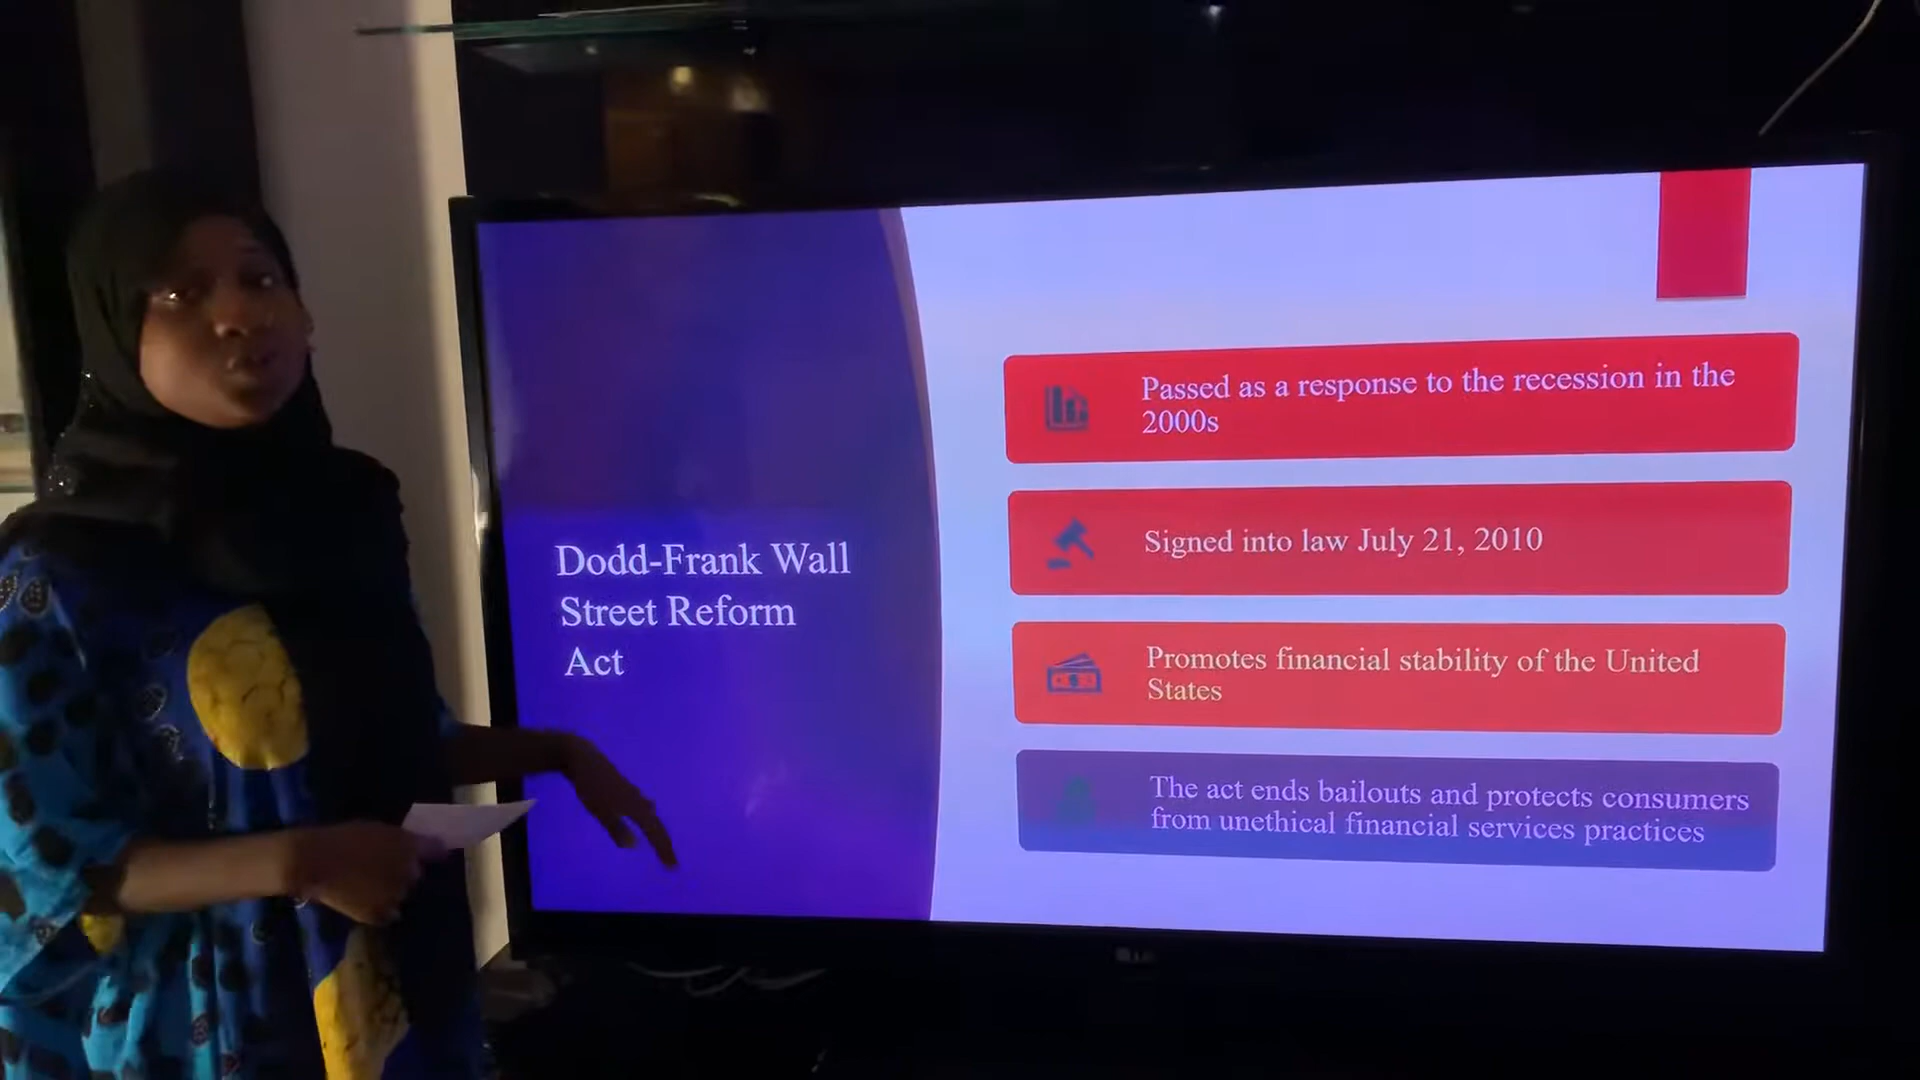 Dodd-Frank Wall
Street Reform
Act
Passed as a response to the recession in the
2000s
Signed into law July 21, 2010
Promotes financial stability of the United
States
The act ends bailouts and protects consumers
from unethical financial services practices
LG